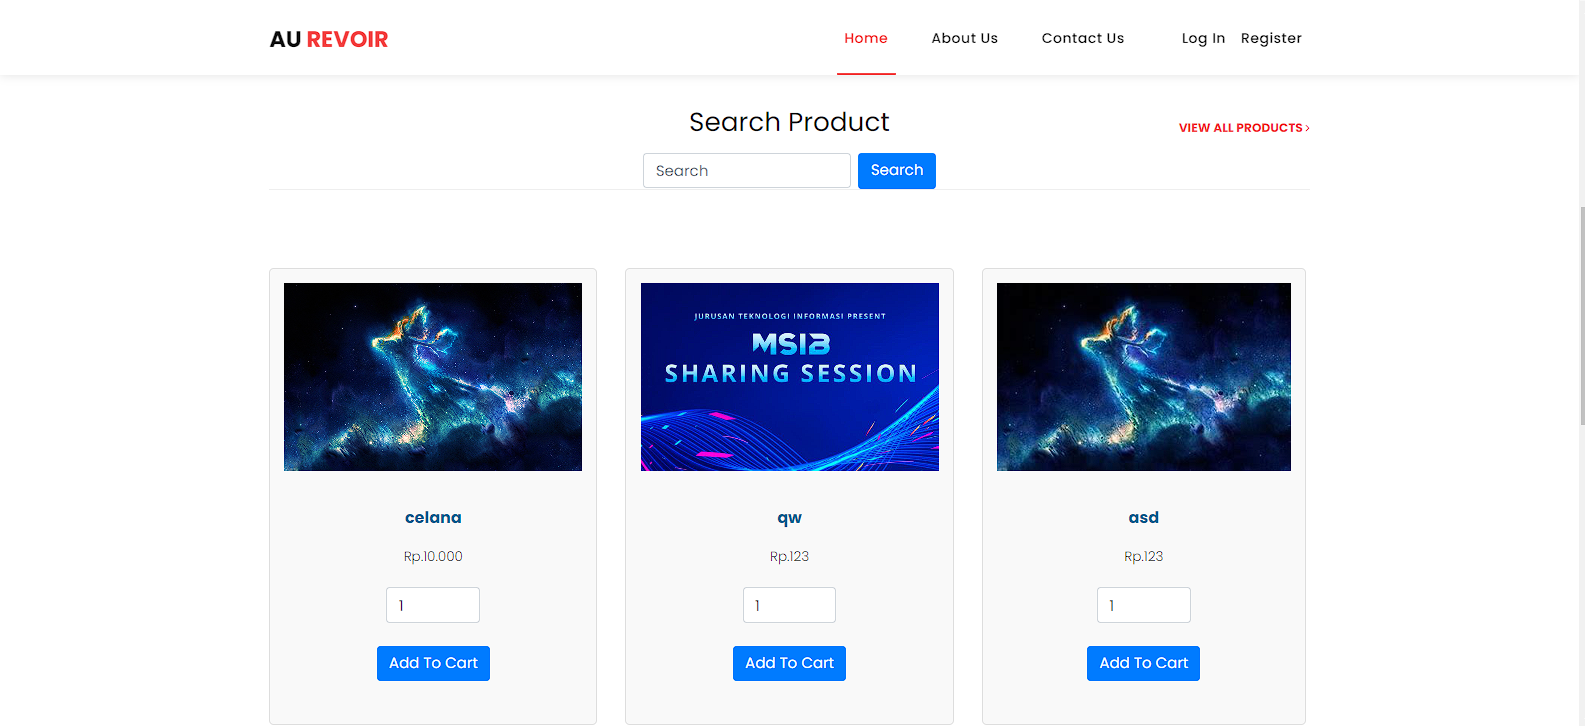 AU REVOIR
Home
About Us
Contact Us
Log In
Register
Search Product
VIEW ALL PRODUCTS >
Search
Search
JURUSAN TEKNOLOGI INFORMASI PRESENT
MSIB
SHARING SESSION
celana
qw
asd
Rp.10.000
Rp.123
Rp.123
1
1
1
Add To Cart
Add To Cart
Add To Cart